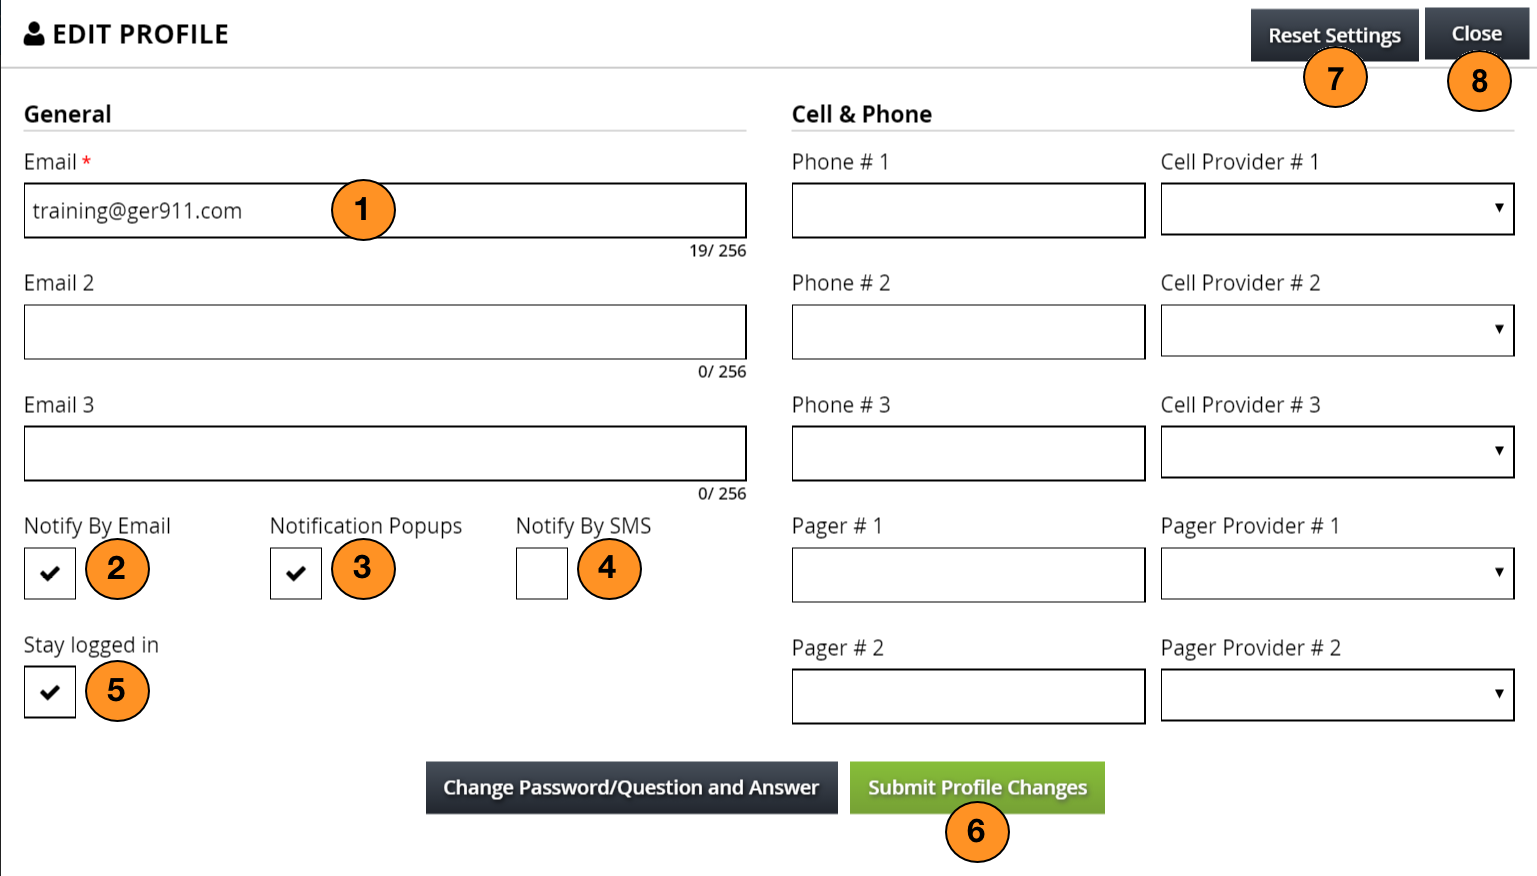 EDIT PROFILE
Reset Settings
Close
7
8
General
Email *
training@ger911.com
1
19/ 256
Email 2
0/ 256
Email 3
0/ 256
Notify By Email
Notification Popups
Notify By SMS
2
3
4
Stay logged in
5
Cell & Phone
Phone # 1
Cell Provider # 1
Phone # 2
Cell Provider # 2
Phone # 3
Cell Provider # 3
Pager # 1
Pager Provider # 1
Pager # 2
Pager Provider # 2
Change Password/Question and Answer
Submit Profile Changes
6